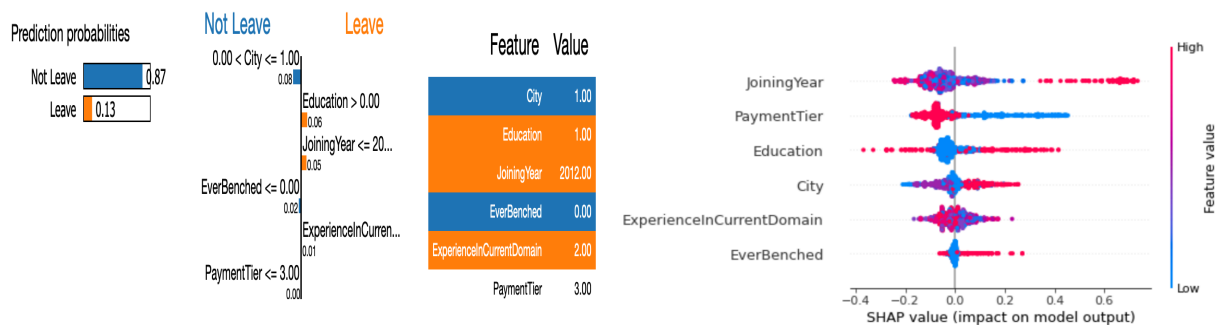 Prediction probabilities
Not Leave 0.87
Leave 0.13
Not Leave Leave
0.00 < City <= 1.00
0.08
Education > 0.00
0.06
JoiningYear <= 20...
0.05
EverBenched <= 0.00
0.02
ExperienceInCurren...
0.01
PaymentTier <= 3.00
0.00
Feature Value
City 1.00
Education 1.00
JoiningYear 2012.00
EverBenched 0.00
ExperienceInCurrentDomain 2.00
PaymentTier 3.00
JoiningYear
PaymentTier
Education
City
ExperienceInCurrentDomain
EverBenched
−0.4 −0.2 0.0 0.2 0.4 0.6
SHAP value (impact on model output)
High
Feature value
Low